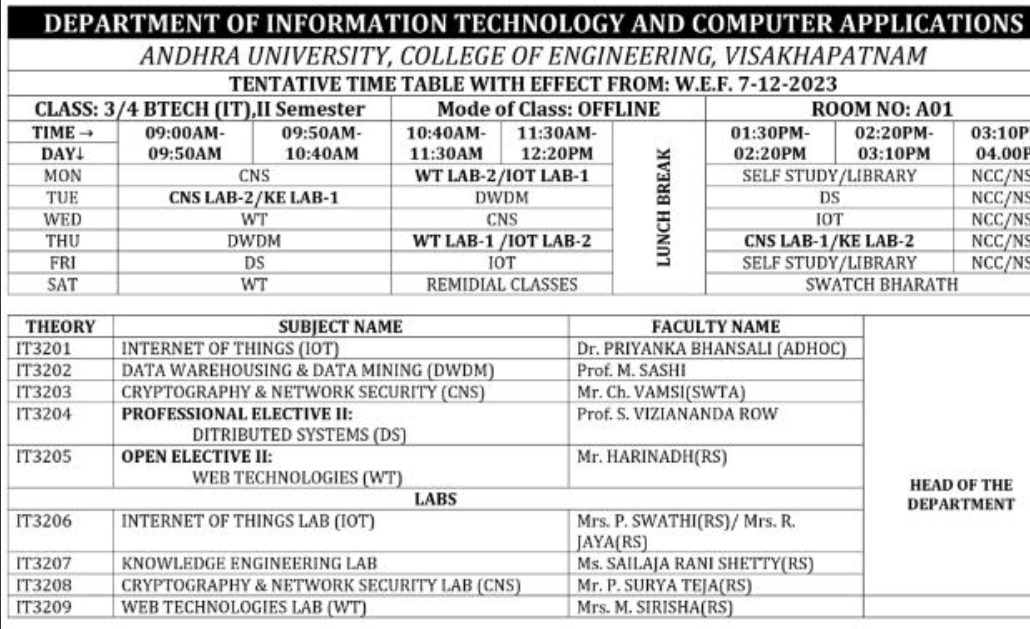 DEPARTMENT OF INFORMATION TECHNOLOGY AND COMPUTER APPLICATIONS
ANDHRA UNIVERSITY, COLLEGE OF ENGINEERING, VISAKHAPATNAM
TENTATIVE TIME TABLE WITH EFFECT FROM: W.E.F. 7-12-2023
CLASS: 3/4 BTECH (IT),II Semester Mode of Class: OFFLINE ROOM NO: A01
TIME → 09:00AM- 09:50AM- 10:40AM- 11:30AM- 01:30PM- 02:20PM- 03:10P
DAY↓ 09:50AM 10:40AM 11:30AM 12:20PM 02:20PM 03:10PM 04.00P
LUNCH BREAK
MON CNS WT LAB-2/IOT LAB-1 SELF STUDY/LIBRARY NCC/NS
TUE CNS LAB-2/KE LAB-1 DWDM DS NCC/NS
WED WT CNS IOT NCC/NS
THU DWDM WT LAB-1 /IOT LAB-2 CNS LAB-1/KE LAB-2 NCC/NS
FRI DS IOT SELF STUDY/LIBRARY NCC/NS
SAT WT REMIDIAL CLASSES SWATCH BHARATH
THEORY SUBJECT NAME FACULTY NAME
IT3201 INTERNET OF THINGS (IOT) Dr. PRIYANKA BHANSALI (ADHOC)
IT3202 DATA WAREHOUSING & DATA MINING (DWDM) Prof. M. SASHI
IT3203 CRYPTOGRAPHY & NETWORK SECURITY (CNS) Mr. Ch. VAMSI(SWTA)
IT3204 PROFESSIONAL ELECTIVE II: Prof. S. VIZIANANDA ROW
DITRIBUTED SYSTEMS (DS)
IT3205 OPEN ELECTIVE II: Mr. HARINADH(RS)
WEB TECHNOLOGIES (WT)
LABS
IT3206 INTERNET OF THINGS LAB (IOT) Mrs. P. SWATHI(RS)/ Mrs. R.
JAYA(RS)
IT3207 KNOWLEDGE ENGINEERING LAB Ms. SAILAJA RANI SHETTY(RS)
IT3208 CRYPTOGRAPHY & NETWORK SECURITY LAB (CNS) Mr. P. SURYA TEJA(RS)
IT3209 WEB TECHNOLOGIES LAB (WT) Mrs. M. SIRISHA(RS)
HEAD OF THE
DEPARTMENT